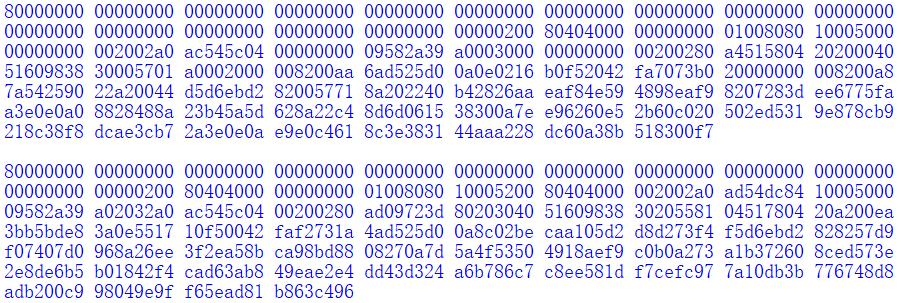 80000000 00000000 00000000 00000000 00000000 00000000 00000000 00000000 00000000 00000000
00000000 00000000 00000000 00000000 00000000 00000200 80404000 00000000 01008080 10005000
00000000 002002a0 ac545c04 00000000 09582a39 a0003000 00000000 00200280 a4515804 20200040
51609838 30005701 a0002000 008200aa 6ad525d0 0a0e0216 b0f52042 fa7073b0 20000000 008200a8
7a542590 22a20044 d5d6ebd2 82005771 8a202240 b42826aa eaf84e59 4898eaf9 8207283d ee6775fa
a3e0e0a0 8828488a 23b45a5d 628a22c4 8d6d0615 38300a7e e96260e5 2b60c020 502ed531 9e878cb9
218c38f8 dcae3cb7 2a3e0e0a e9e0c461 8c3e3831 44aaa228 dc60a38b 518300f7
80000000 00000000 00000000 00000000 00000000 00000000 00000000 00000000 00000000 00000000
00000000 00000200 80404000 00000000 01008080 10005200 80404000 002002a0 ad54dc84 10005000
09582a39 a02032a0 ac545c04 00200280 ad09723d 80203040 51609838 30205581 04517804 20a200ea
3bb5bde8 3a0e5517 10f50042 faf2731a 4ad525d0 0a8c02be caa105d2 d8d273f4 f5d6ebd2 828257d9
f07407d0 968a26ee 3f2ea58b ca98bd88 08270a7d 5a4f5350 4918aef9 c0b0a273 a1b37260 8ced573e
2e8de6b5 b01842f4 cad63ab8 49eae2e4 dd43d324 a6b786c7 c8ee581d f7cefc97 7a10db3b 776748d8
adb200c9 98049e9f f65ead81 b863c496